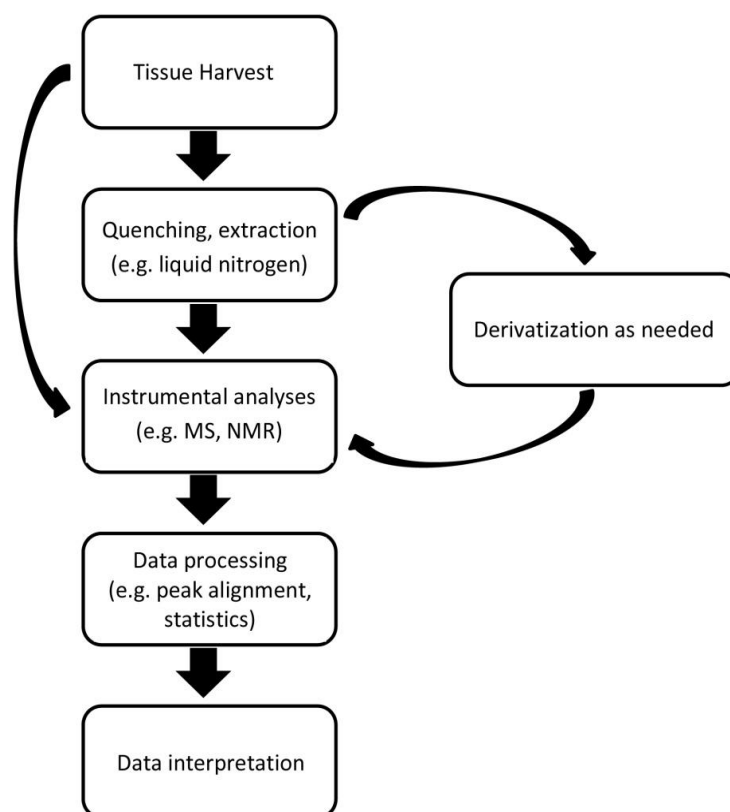 Tissue Harvest
Quenching, extraction
(e.g. liquid nitrogen)
Derivatization as needed
Instrumental analyses
(e.g. MS, NMR)
Data processing
(e.g. peak alignment,
statistics)
Data interpretation